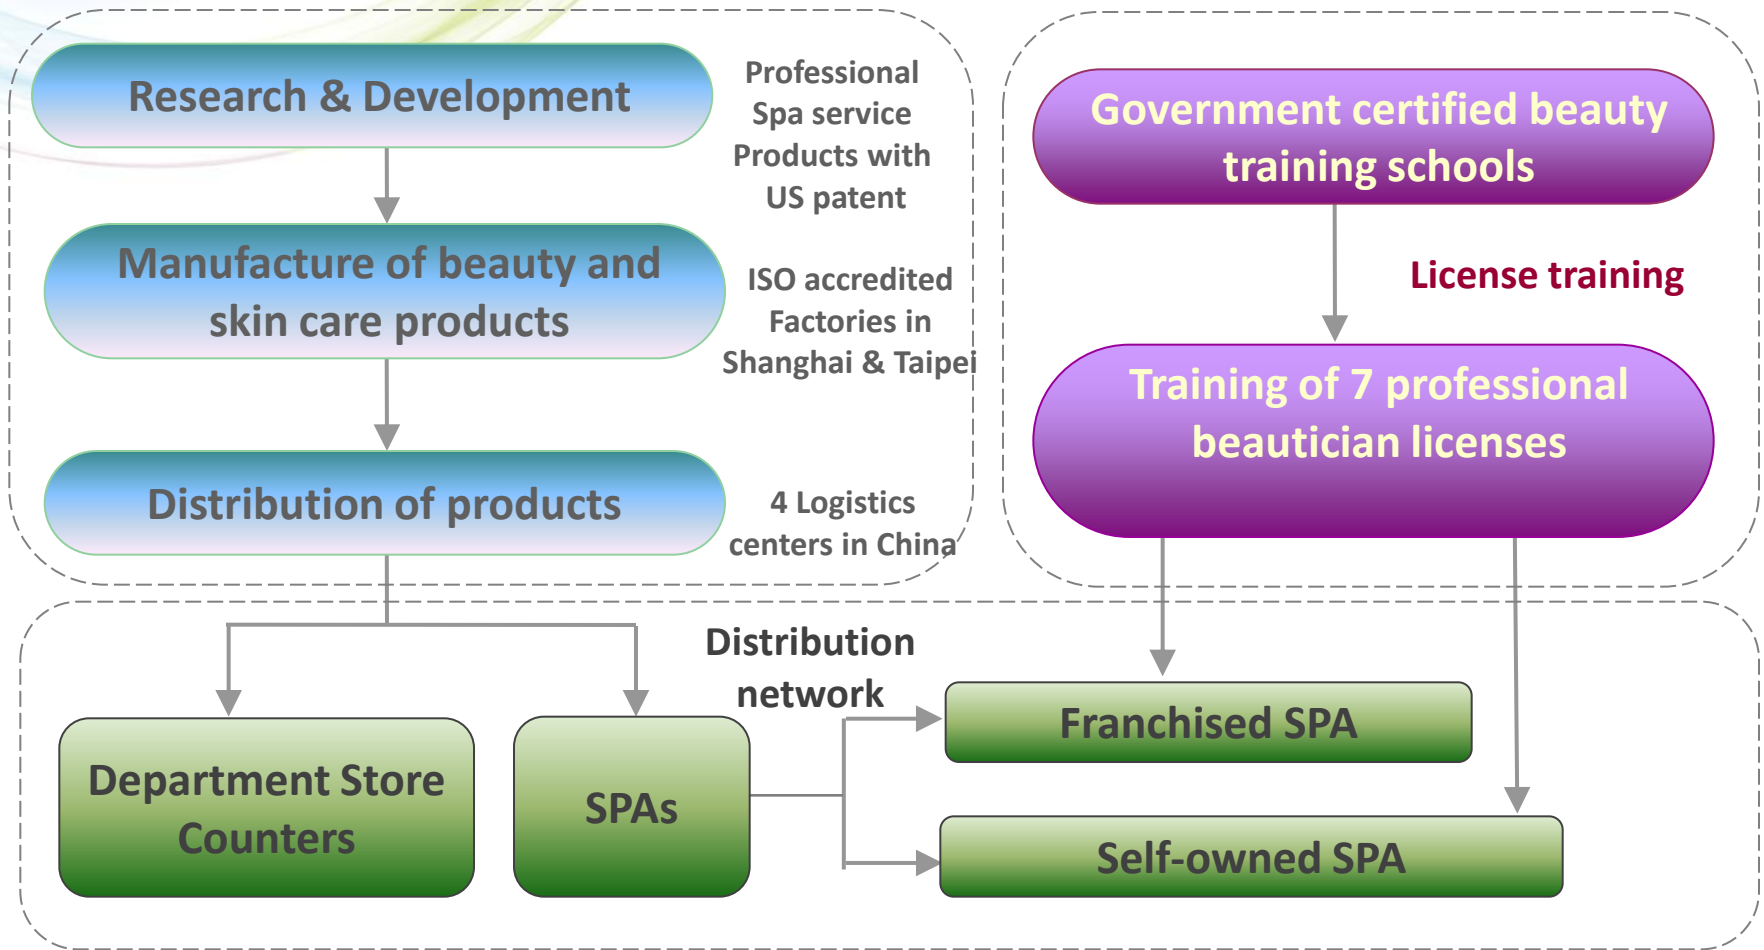 Research & Development
Professional
Spa service
Products with
US patent
Manufacture of beauty and
skin care products
ISO accredited
Factories in
Shanghai & Taipei
Distribution of products
4 Logistics
centers in China
Government certified beauty
training schools
License training
Training of 7 professional
beautician licenses
Distribution
network
Department Store
Counters
SPAs
Franchised SPA
Self-owned SPA